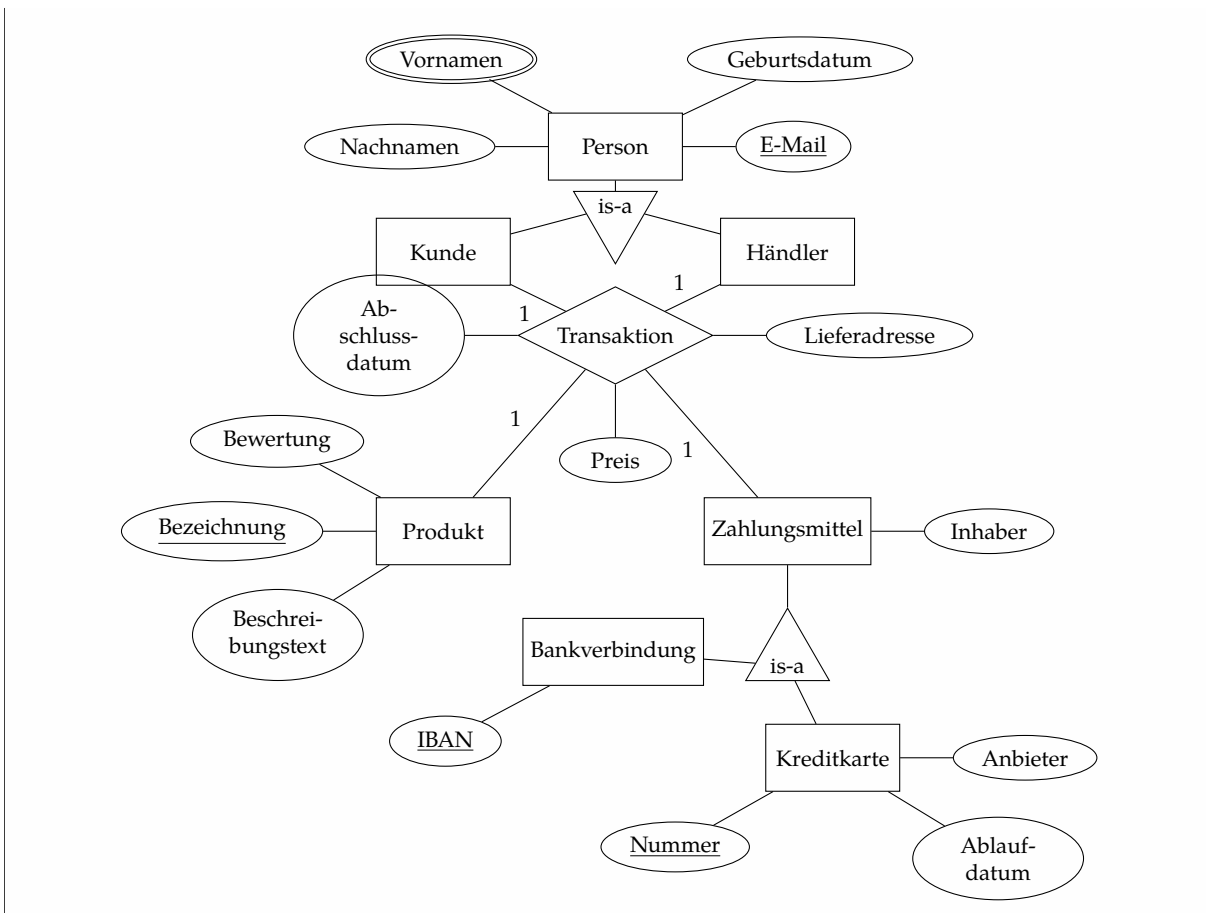 Vornamen
Geburtsdatum
Nachnamen
Person
E-Mail
is-a
Kunde
Händler
1
1
Ab-
schluss-
datum
Transaktion
Lieferadresse
1
Bewertung
Preis
1
Bezeichnung
Produkt
Zahlungsmittel
Inhaber
Beschrei-
bungstext
Bankverbindung
is-a
IBAN
Kreditkarte
Anbieter
Nummer
Ablauf-
datum